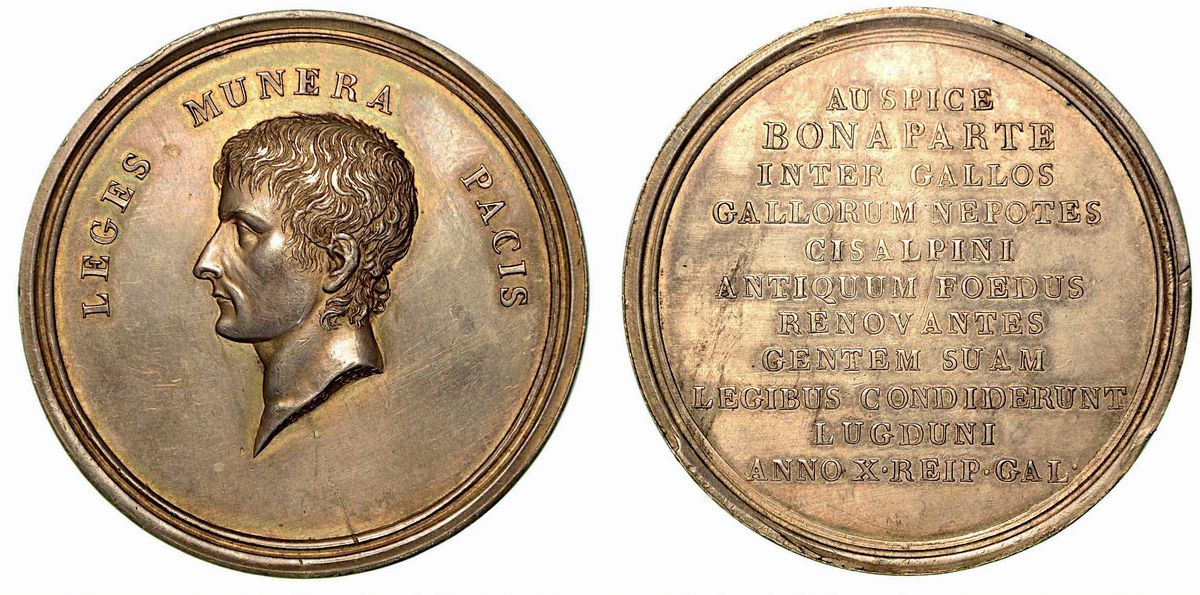 LEGES MUNERA PACIS
AUSPICE
BONAPARTE
INTER GALLOS
GALLORUM NEPOTES
CISALPINI
ANTIQUUM FOEDUS
RENOVANTES
GENTEM SUAM
LEGIBUS CONDIDERUNT
LUGDUNI
ANNO·X·REIP·GAL·